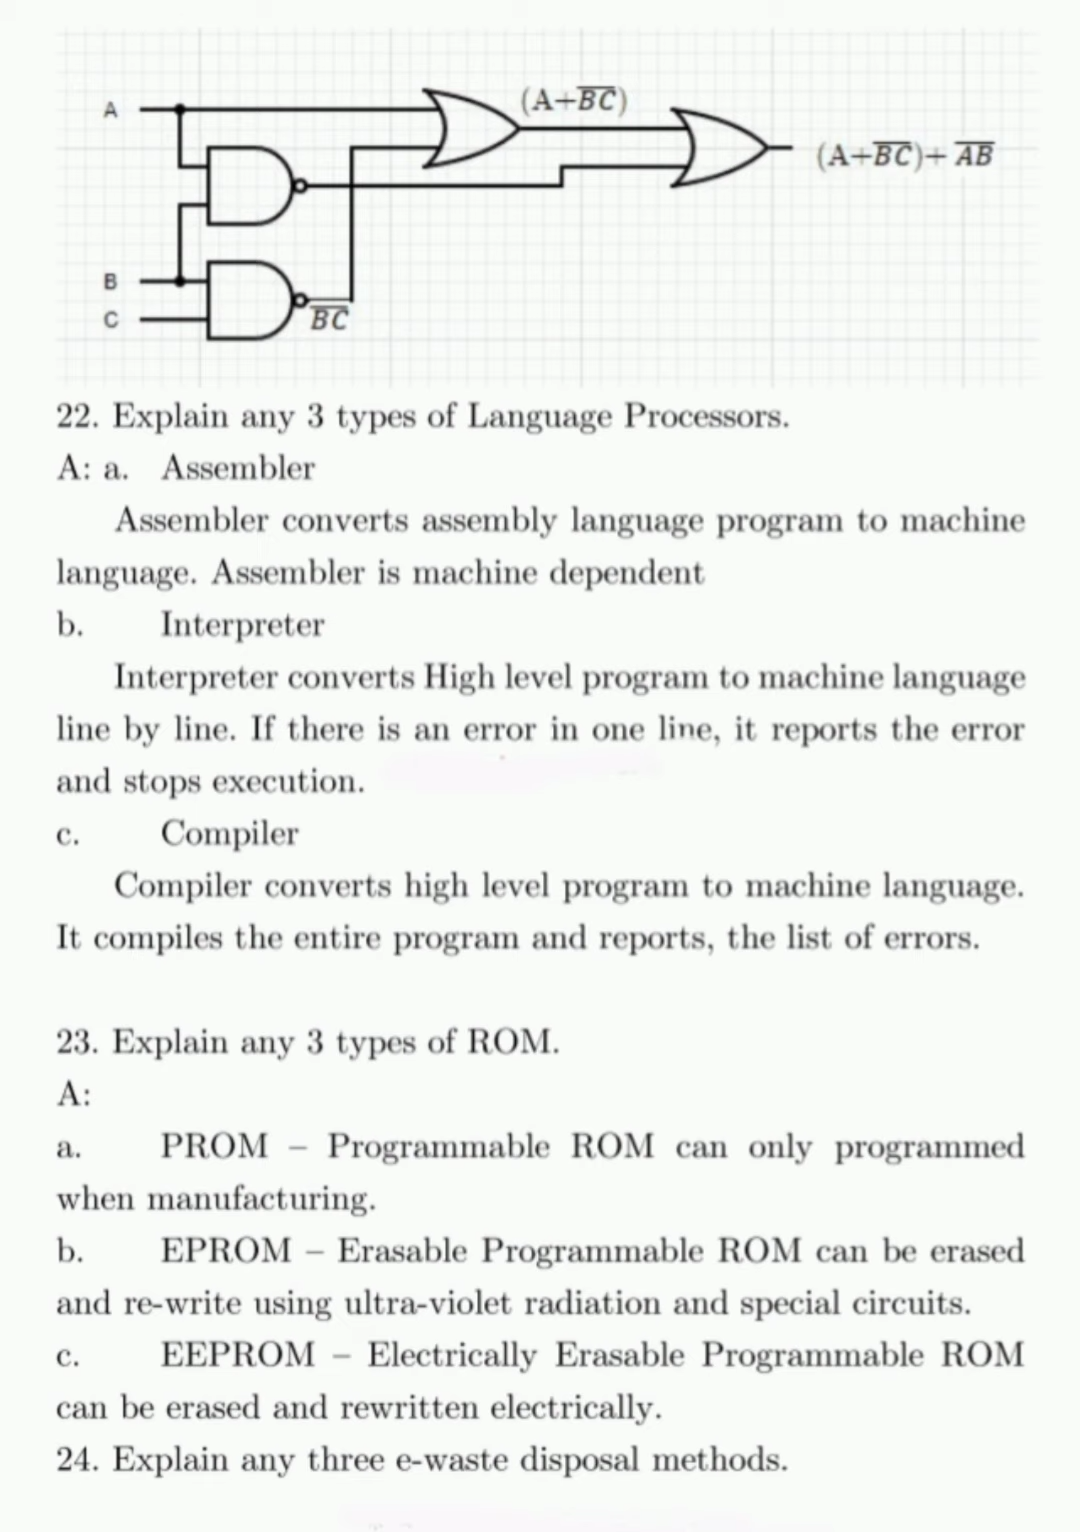 A
(A+B̅C̅)
(A+B̅C̅)+ A̅B̅
B
C
B̅C̅
22. Explain any 3 types of Language Processors.
A: a. Assembler
Assembler converts assembly language program to machine
language. Assembler is machine dependent
b. Interpreter
Interpreter converts High level program to machine language
line by line. If there is an error in one line, it reports the error
and stops execution.
c. Compiler
Compiler converts high level program to machine language.
It compiles the entire program and reports, the list of errors.
23. Explain any 3 types of ROM.
A:
a. PROM – Programmable ROM can only programmed
when manufacturing.
b. EPROM – Erasable Programmable ROM can be erased
and re-write using ultra-violet radiation and special circuits.
c. EEPROM – Electrically Erasable Programmable ROM
can be erased and rewritten electrically.
24. Explain any three e-waste disposal methods.